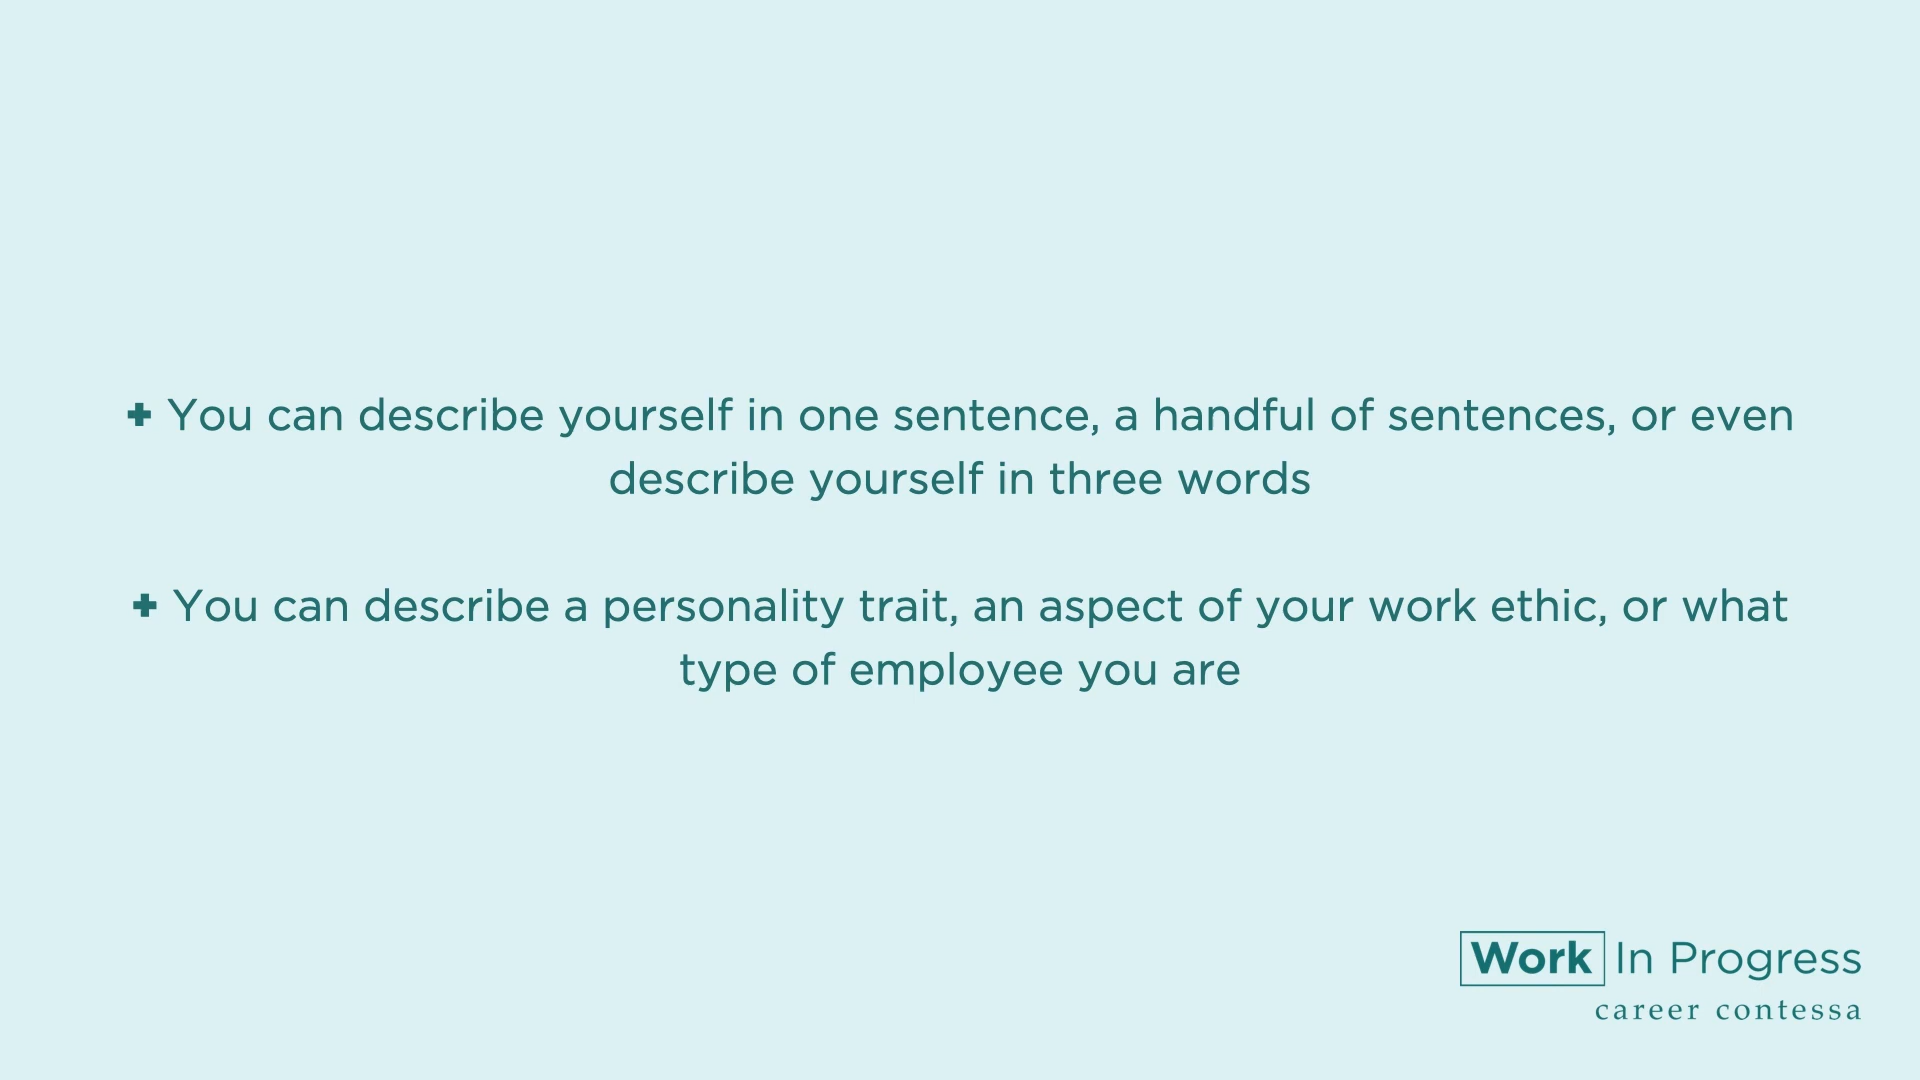 + You can describe yourself in one sentence, a handful of sentences, or even
describe yourself in three words
+ You can describe a personality trait, an aspect of your work ethic, or what
type of employee you are
Work In Progress
career contessa